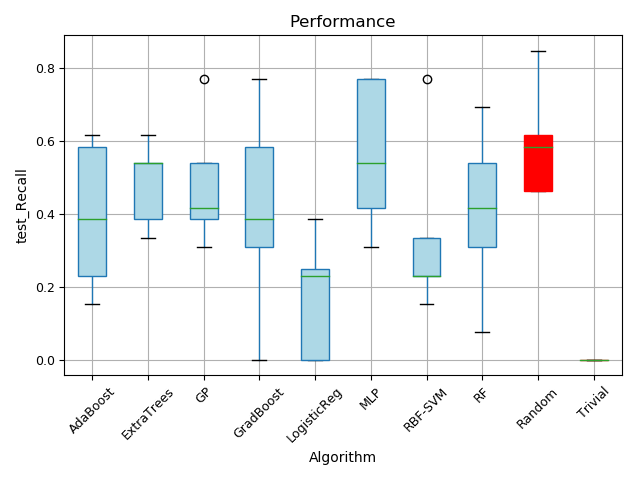 Performance
test_Recall
0.8
0.6
0.4
0.2
0.0
AdaBoost
ExtraTrees
GP
GradBoost
LogisticReg
MLP
RBF-SVM
RF
Random
Trivial
Algorithm